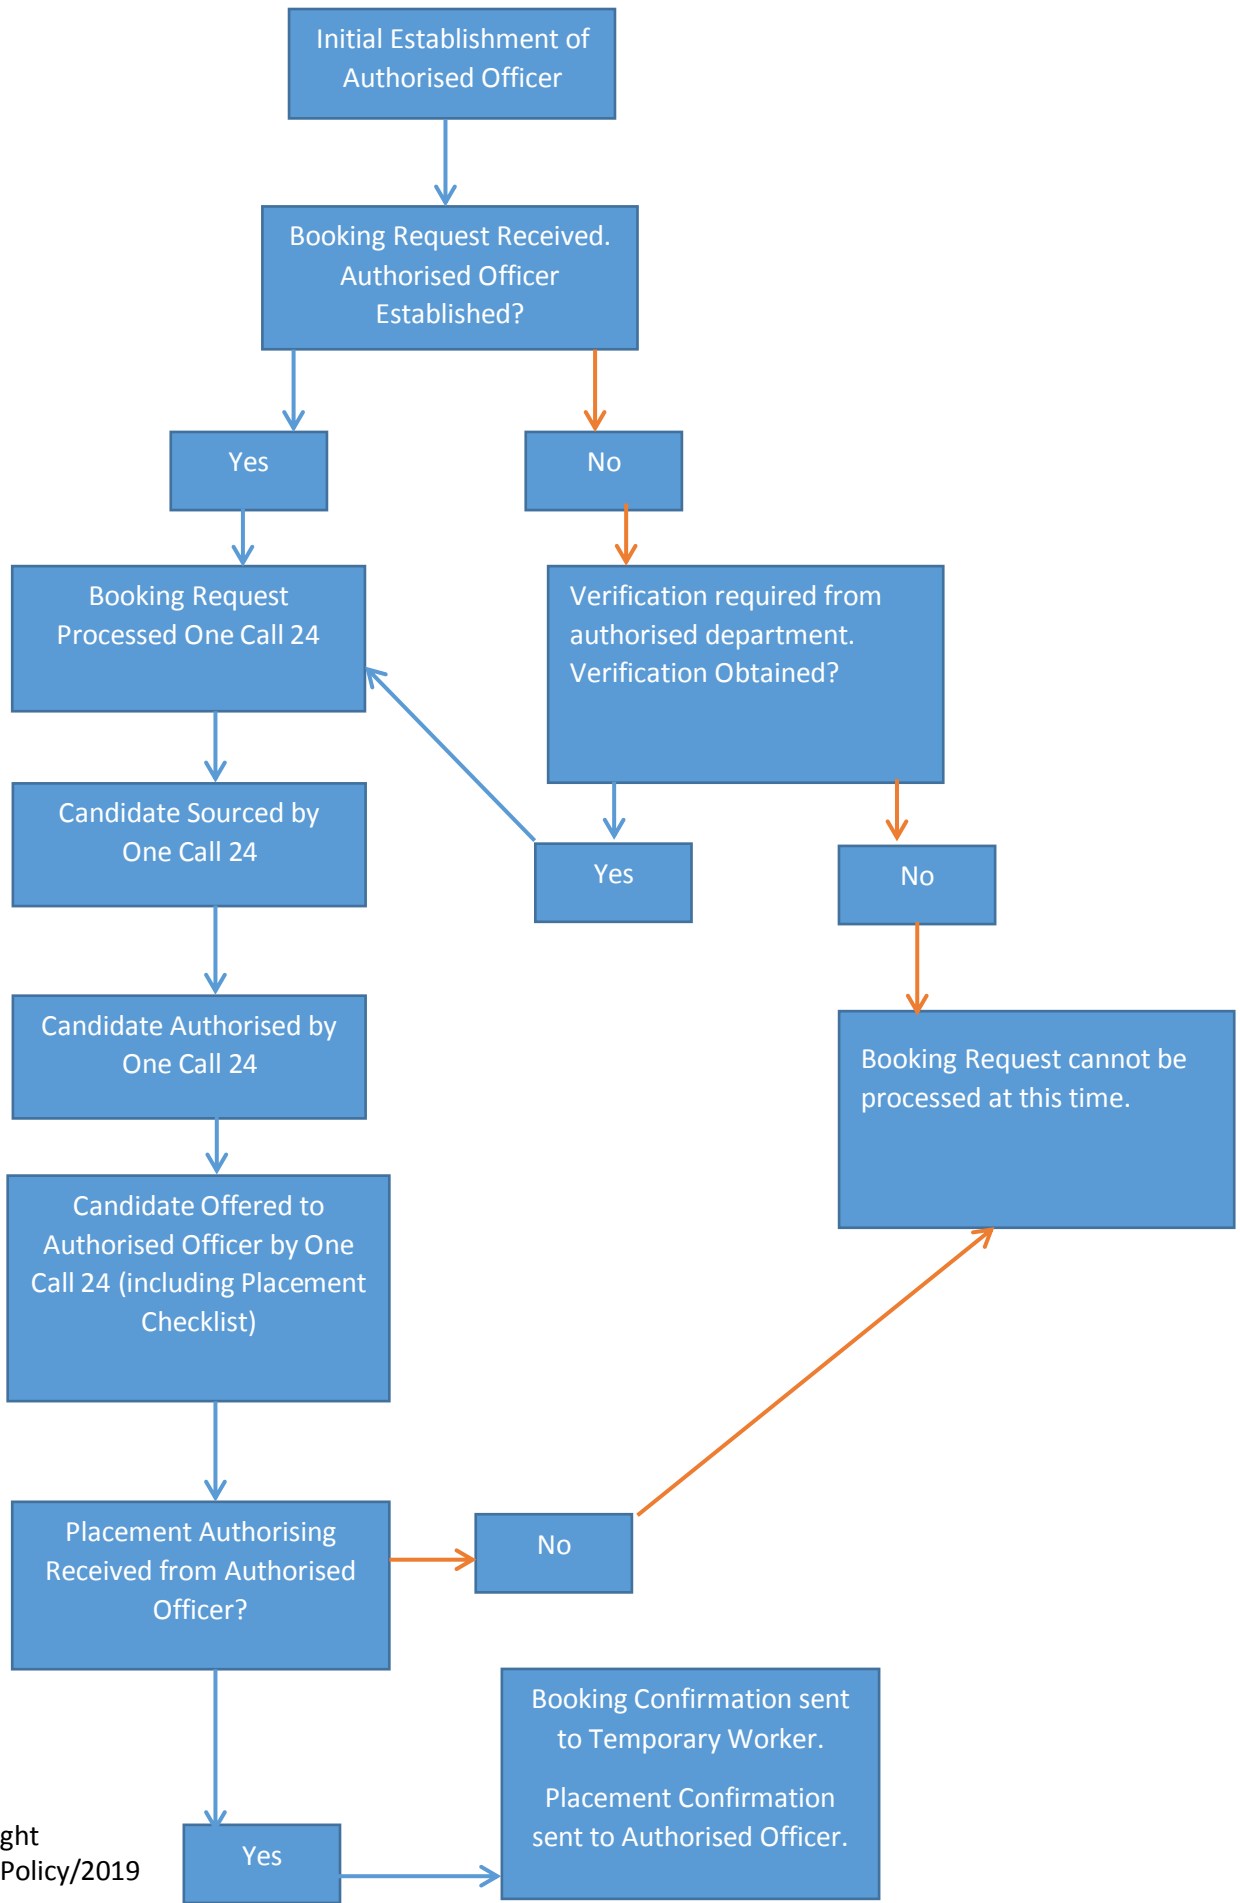 Initial Establishment of
Authorised Officer
Booking Request Received.
Authorised Officer
Established?
Yes
No
Booking Request
Processed One Call 24
Verification required from
authorised department.
Verification Obtained?
Candidate Sourced by
One Call 24
Yes
No
Candidate Authorised by
One Call 24
Booking Request cannot be
processed at this time.
Candidate Offered to
Authorised Officer by One
Call 24 (including Placement
Checklist)
Placement Authorising
Received from Authorised
Officer?
No
Booking Confirmation sent
to Temporary Worker.
Placement Confirmation
sent to Authorised Officer.
Yes
ght
Policy/2019